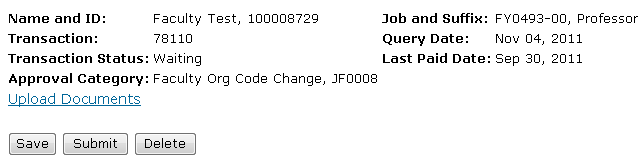 Name and ID: Faculty Test, 100008729 Job and Suffix: FY0493-00, Professor
Transaction: 78110 Query Date: Nov 04, 2011
Transaction Status: Waiting Last Paid Date: Sep 30, 2011
Approval Category: Faculty Org Code Change, JF0008
Upload Documents
Save Submit Delete